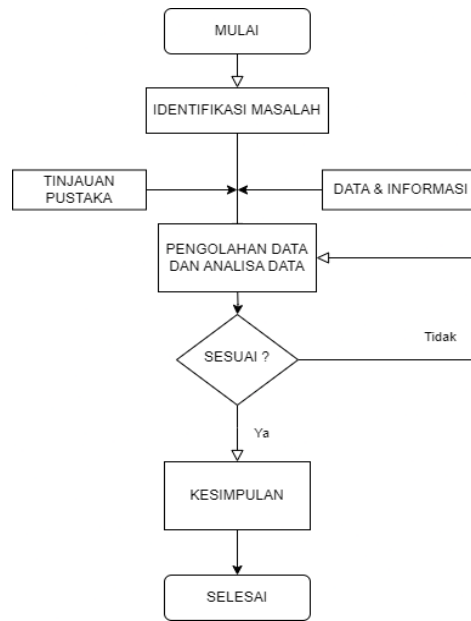 MULAI
IDENTIFIKASI MASALAH
TINJAUAN
PUSTAKA
DATA & INFORMASI
PENGOLAHAN DATA
DAN ANALISA DATA
SESUAI ?
Tidak
Ya
KESIMPULAN
SELESAI